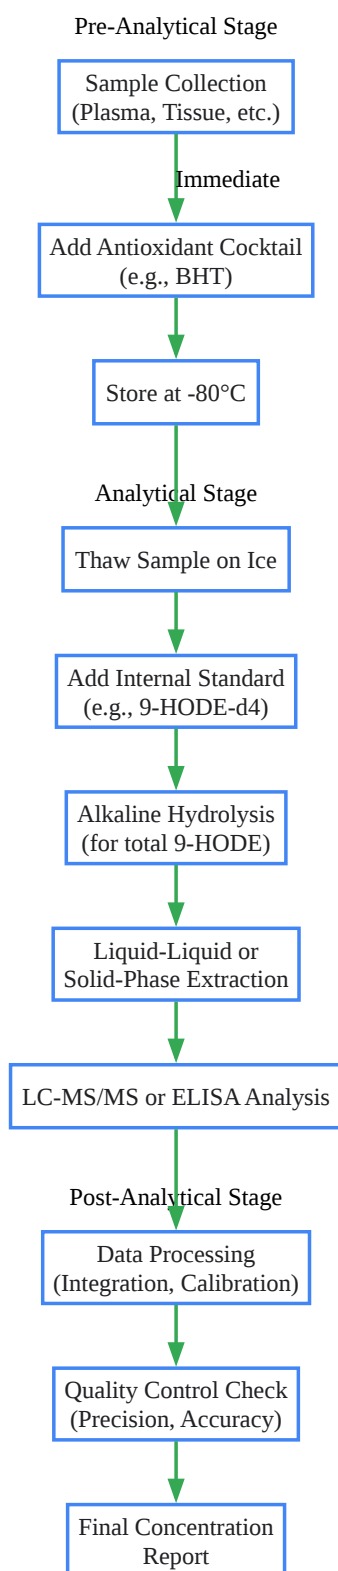 Pre-Analytical Stage
Sample Collection
(Plasma, Tissue, etc.)
Immediate
Add Antioxidant Cocktail
(e.g., BHT)
Store at -80°C
Analytical Stage
Thaw Sample on Ice
Add Internal Standard
(e.g., 9-HODE-d4)
Alkaline Hydrolysis
(for total 9-HODE)
Liquid-Liquid or
Solid-Phase Extraction
LC-MS/MS or ELISA Analysis
Post-Analytical Stage
Data Processing
(Integration, Calibration)
Quality Control Check
(Precision, Accuracy)
Final Concentration
Report